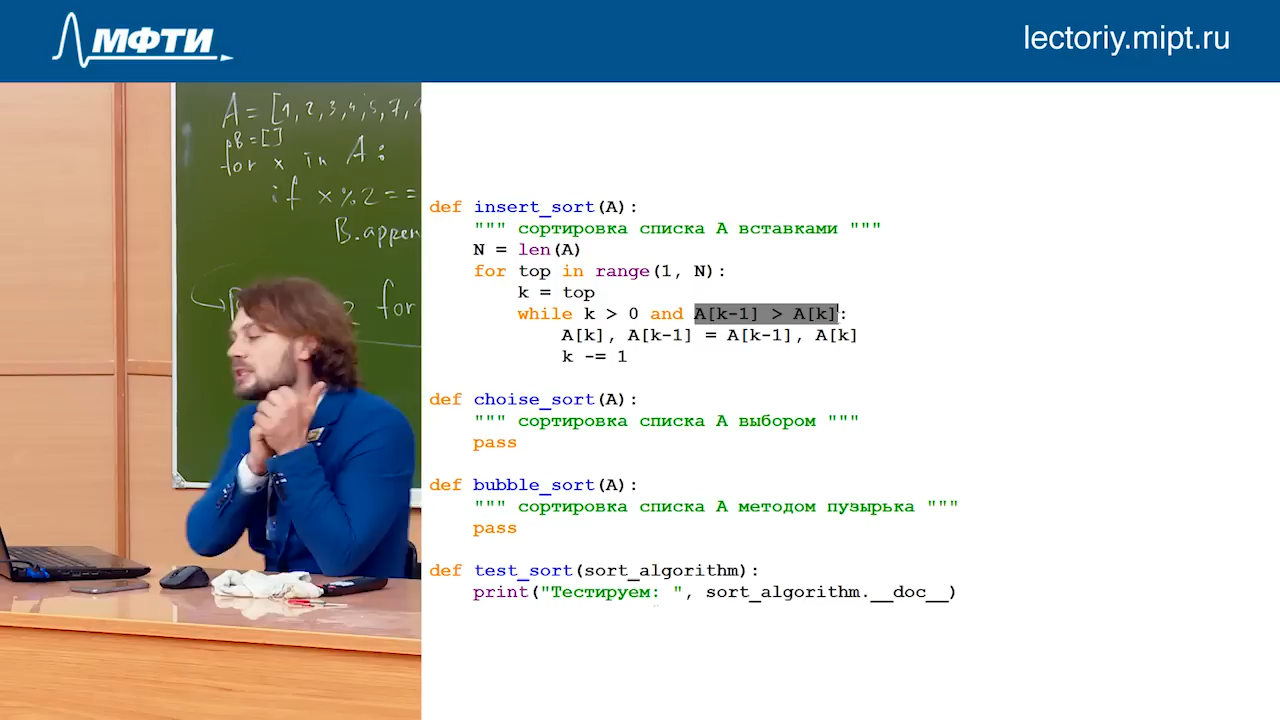 МФТИ
lectoriy.mipt.ru
A = [1, 2, 3, 4, 5, 7,
B = []
for x in A:
if x%2 ==
B.appen
for
def insert_sort(A):
""" сортировка списка A вставками """
N = len(A)
for top in range(1, N):
k = top
while k > 0 and A[k-1] > A[k]:
A[k], A[k-1] = A[k-1], A[k]
k -= 1
def choise_sort(A):
""" сортировка списка A выбором """
pass
def bubble_sort(A):
""" сортировка списка A методом пузырька """
pass
def test_sort(sort_algorithm):
print("Тестируем: ", sort_algorithm.__doc__)